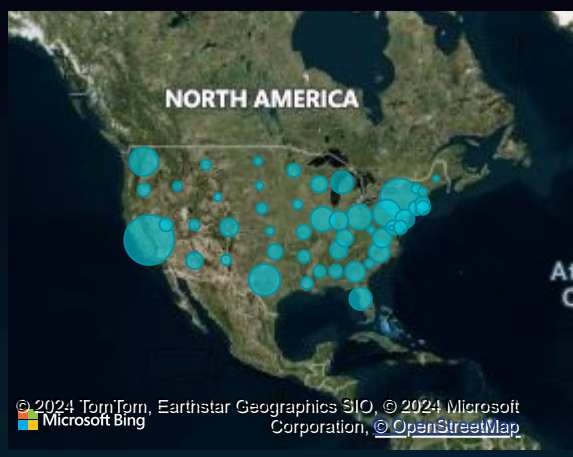 NORTH AMERICA
At
C
© 2024 TomTom, Earthstar Geographics SIO, © 2024 Microsoft
Corporation, © OpenStreetMap
Microsoft Bing